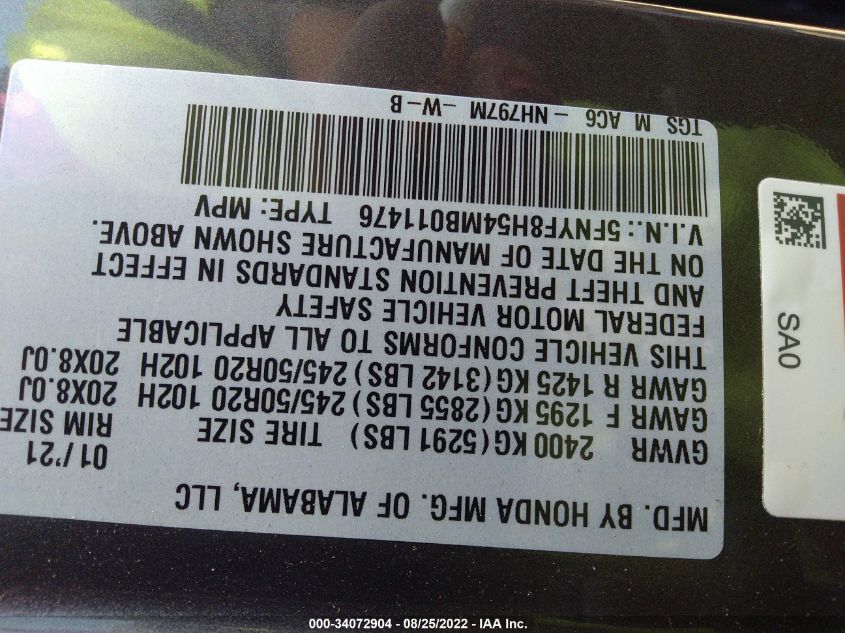 MFD. BY HONDA MFG. OF ALABAMA, LLC
01/'21
GVWR 2400 KG (5291 LBS) TIRE SIZE RIM SIZE
GAWR F 1295 KG (2855 LBS) 245/50R20 102H 20X8.0J
GAWR R 1425 KG (3142 LBS) 245/50R20 102H 20X8.0J
THIS VEHICLE CONFORMS TO ALL APPLICABLE
FEDERAL MOTOR VEHICLE SAFETY
AND THEFT PREVENTION STANDARDS IN EFFECT
ON THE DATE OF MANUFACTURE SHOWN ABOVE.
V.I.N.: 5FNYF8H54MB011476 TYPE: MPV
TGS M AC6 - NH797M -W-B
SA0
000-34072904 - 08/25/2022 - IAA Inc.